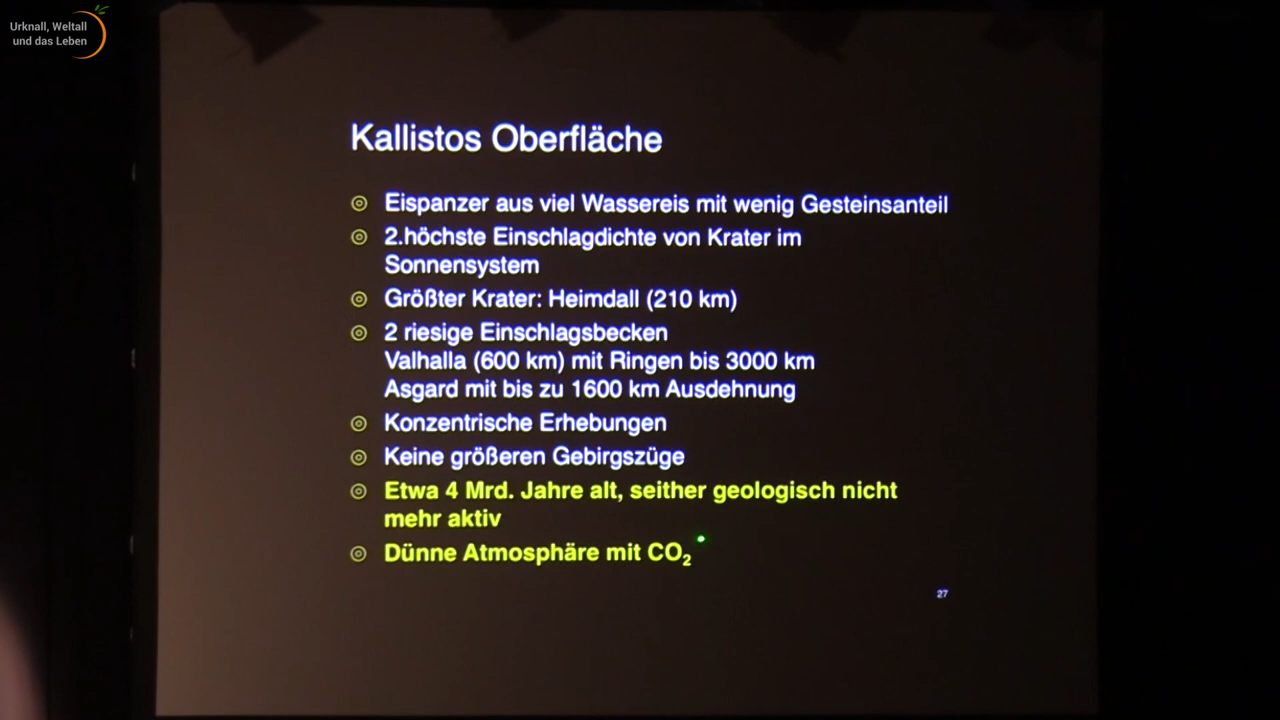 Urknall, Weltall
und das Leben
Kallistos Oberfläche
Eispanzer aus viel Wassereis mit wenig Gesteinsanteil
2.höchste Einschlagdichte von Krater im
Sonnensystem
Größter Krater: Heimdall (210 km)
2 riesige Einschlagsbecken
Valhalla (600 km) mit Ringen bis 3000 km
Asgard mit bis zu 1600 km Ausdehnung
Konzentrische Erhebungen
Keine größeren Gebirgszüge
Etwa 4 Mrd. Jahre alt, seither geologisch nicht
mehr aktiv
Dünne Atmosphäre mit CO₂
27